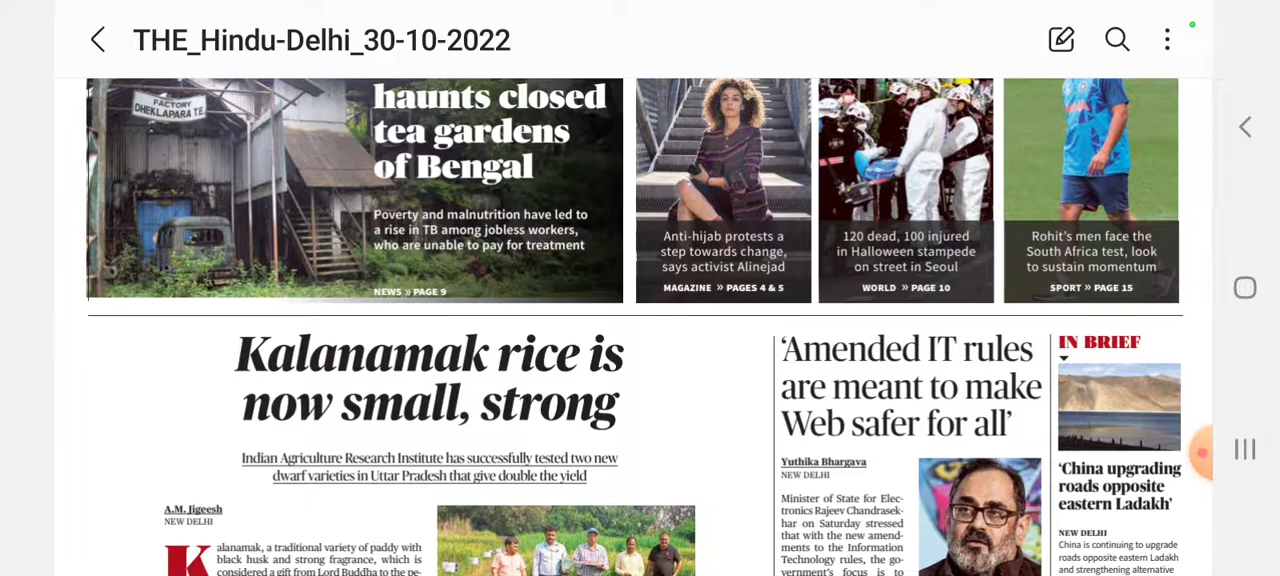 THE_Hindu-Delhi_30-10-2022
FACTORY
DHEKLAPARA TE
haunts closed
tea gardens
of Bengal
Poverty and malnutrition have led to
a rise in TB among jobless workers,
who are unable to pay for treatment
NEWS » PAGE 9
Anti-hijab protests a
step towards change,
says activist Alinejad
MAGAZINE » PAGES 4 & 5
120 dead, 100 injured
in Halloween stampede
on street in Seoul
WORLD » PAGE 10
Rohit's men face the
South Africa test, look
to sustain momentum
SPORT » PAGE 15
Kalanamak rice is
now small, strong
Indian Agriculture Research Institute has successfully tested two new
dwarf varieties in Uttar Pradesh that give double the yield
A.M. Jigeesh
NEW DELHI
Kalanamak, a traditional variety of paddy with
black husk and strong fragrance, which is
considered a gift from Lord Buddha to the pe-
‘Amended IT rules
are meant to make
Web safer for all’
Yuthika Bhargava
NEW DELHI
Minister of State for Elec-
tronics Rajeev Chandrasek-
har on Saturday stressed
that with the new amend-
ments to the Information
Technology rules, the go-
vernment's focus is to
IN BRIEF
‘China upgrading
roads opposite
eastern Ladakh’
NEW DELHI
China is continuing to upgrade
roads opposite eastern Ladakh
and strengthening alternative